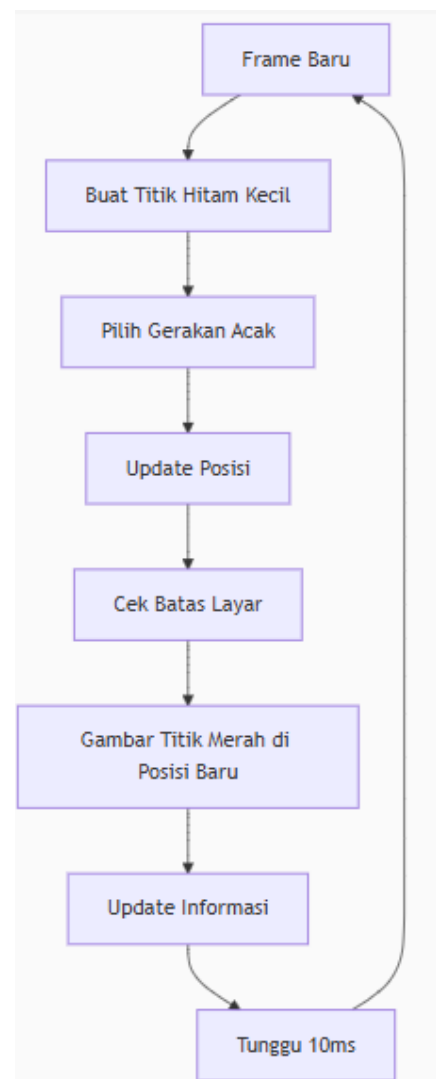 Frame Baru
Buat Titik Hitam Kecil
Pilih Gerakan Acak
Update Posisi
Cek Batas Layar
Gambar Titik Merah di
Posisi Baru
Update Informasi
Tunggu 10ms